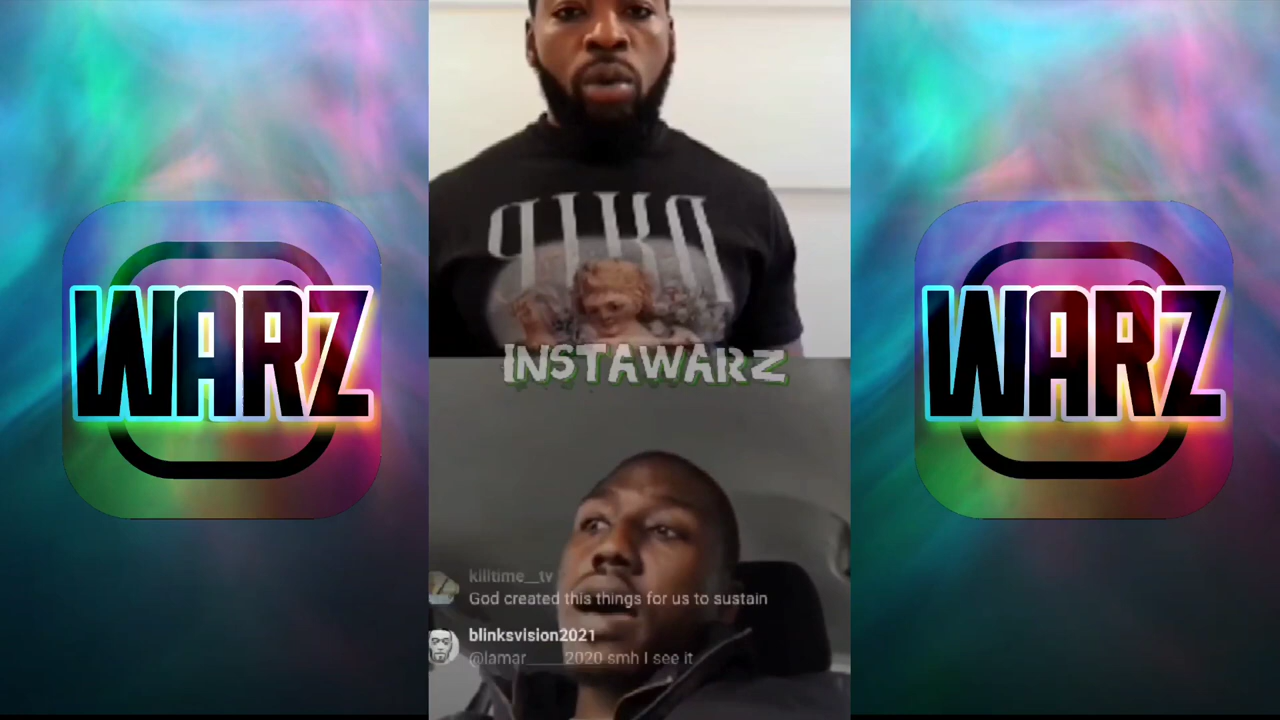 WARZ
INSTAWARZ
WARZ
killtime__tv
God created this things for us to sustain
blinksvision2021
@lamar_____2020 smh I see it